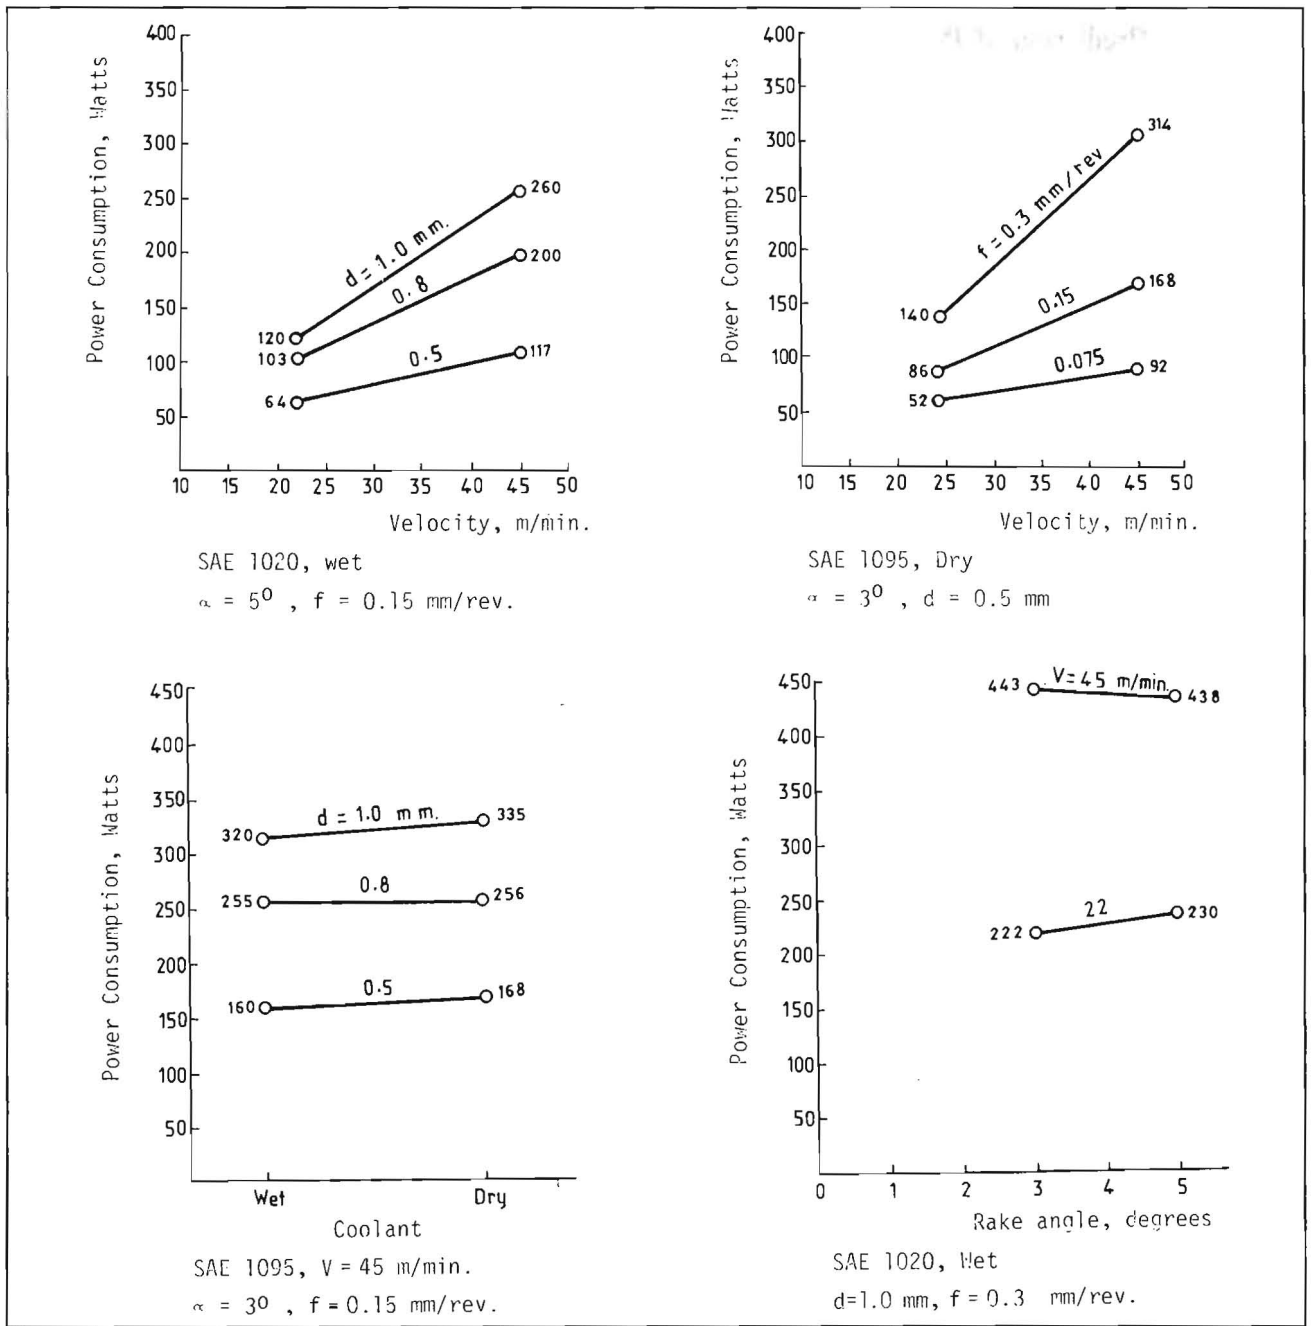 Power Consumption, Watts
400
350
300
250
200
150
100
50
260
200
117
120
103
64
d = 1.0 mm.
0.8
0.5
10 15 20 25 30 35 40 45 50
Velocity, m/min.
SAE 1020, wet
α = 5⁰ , f = 0.15 mm/rev.
Power Consumption, Watts
400
350
300
250
200
150
100
50
314
168
92
140
86
52
f = 0.3 mm/rev
0.15
0.075
10 15 20 25 30 35 40 45 50
Velocity, m/min.
SAE 1095, Dry
α = 3⁰ , d = 0.5 mm
Power Consumption, Watts
450
400
350
300
250
200
150
100
50
320
d = 1.0 mm.
335
255
0.8
256
160
0.5
168
Wet Dry
Coolant
SAE 1095, V = 45 m/min.
α = 3⁰ , f = 0.15 mm/rev.
Power Consumption, Watts
450
400
350
300
250
200
150
100
50
443
V = 45 m/min.
438
222
22
230
0 1 2 3 4 5
Rake angle, degrees
SAE 1020, Wet
d=1.0 mm, f = 0.3 mm/rev.